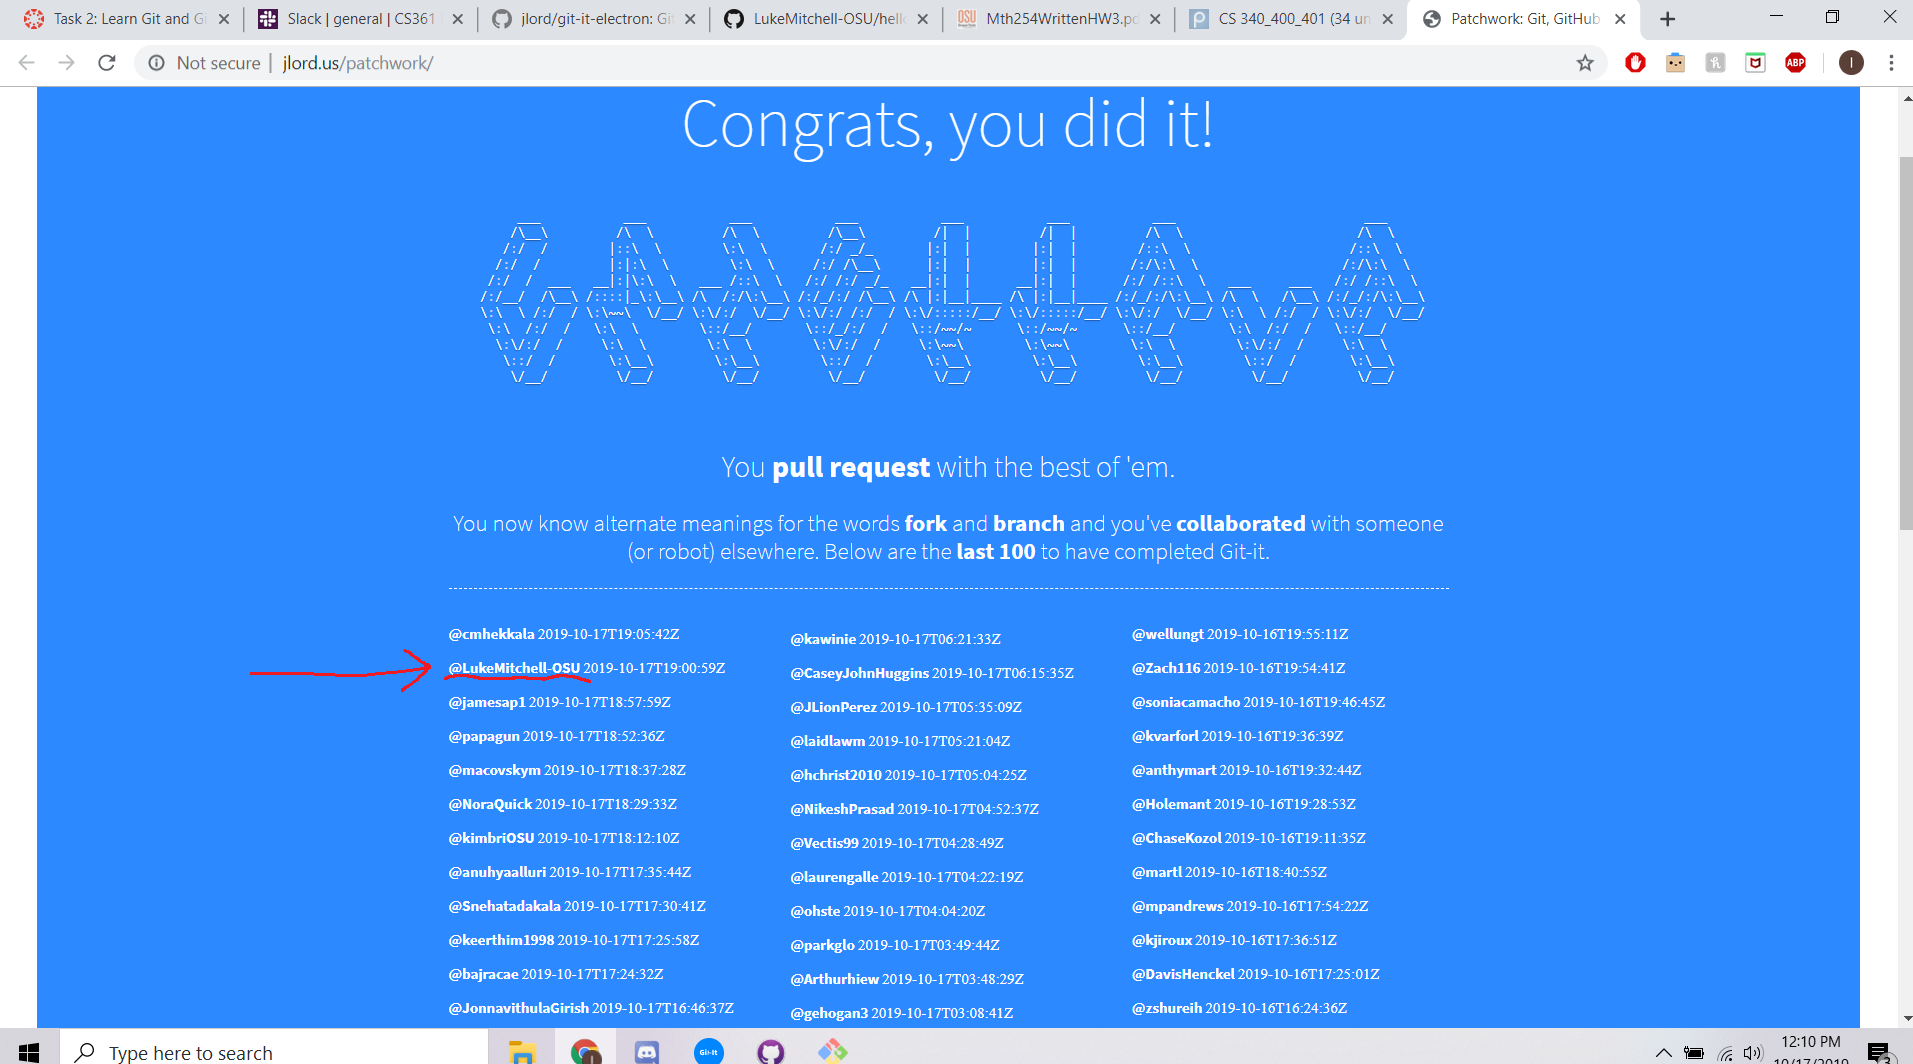 Task 2: Learn Git and Gi
Slack | general | CS361
jlord/git-it-electron: Git
LukeMitchell-OSU/hello
Mth254WrittenHW3.pd
CS 340_400_401 (34 un
Patchwork: Git, GitHub
Not secure | jlord.us/patchwork/
ABP
I
Congrats, you did it!
You pull request with the best of 'em.
You now know alternate meanings for the words fork and branch and you've collaborated with someone
(or robot) elsewhere. Below are the last 100 to have completed Git-it.
@cmhekkala 2019-10-17T19:05:42Z
@LukeMitchell-OSU 2019-10-17T19:00:59Z
@jamesap1 2019-10-17T18:57:59Z
@papagun 2019-10-17T18:52:36Z
@macovskym 2019-10-17T18:37:28Z
@NoraQuick 2019-10-17T18:29:33Z
@kimbriOSU 2019-10-17T18:12:10Z
@anuhyaalluri 2019-10-17T17:35:44Z
@Snehatadakala 2019-10-17T17:30:41Z
@keerthim1998 2019-10-17T17:25:58Z
@bajracae 2019-10-17T17:24:32Z
@JonnavithulaGirish 2019-10-17T16:46:37Z
@kawinie 2019-10-17T06:21:33Z
@CaseyJohnHuggins 2019-10-17T06:15:35Z
@JLionPerez 2019-10-17T05:35:09Z
@laidlawm 2019-10-17T05:21:04Z
@hchrist2010 2019-10-17T05:04:25Z
@NikeshPrasad 2019-10-17T04:52:37Z
@Vectis99 2019-10-17T04:28:49Z
@laurengalle 2019-10-17T04:22:19Z
@ohste 2019-10-17T04:04:20Z
@parkglo 2019-10-17T03:49:44Z
@Arthurhiew 2019-10-17T03:48:29Z
@gehogan3 2019-10-17T03:08:41Z
@wellungt 2019-10-16T19:55:11Z
@Zach116 2019-10-16T19:54:41Z
@soniacamacho 2019-10-16T19:46:45Z
@kvarforl 2019-10-16T19:36:39Z
@anthymart 2019-10-16T19:32:44Z
@Holemant 2019-10-16T19:28:53Z
@ChaseKozol 2019-10-16T19:11:35Z
@martl 2019-10-16T18:40:55Z
@mpandrews 2019-10-16T17:54:22Z
@kjiroux 2019-10-16T17:36:51Z
@DavisHenckel 2019-10-16T17:25:01Z
@zshureih 2019-10-16T16:24:36Z
Type here to search
Git-it
12:10 PM
10/17/2019